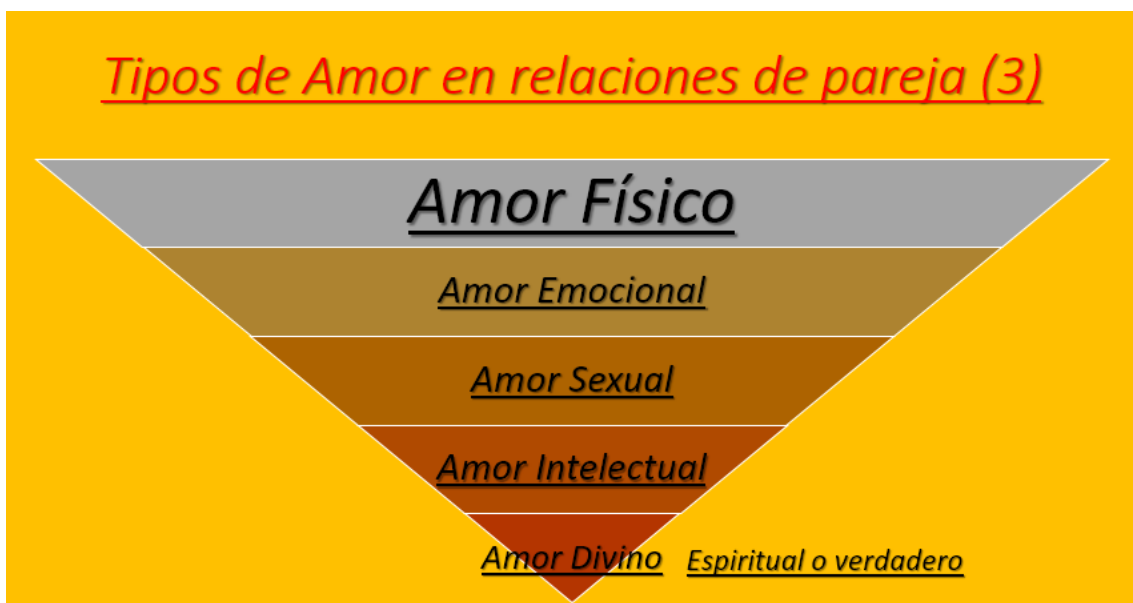 Tipos de Amor en relaciones de pareja (3)
Amor Físico
Amor Emocional
Amor Sexual
Amor Intelectual
Amor Divino Espiritual o verdadero